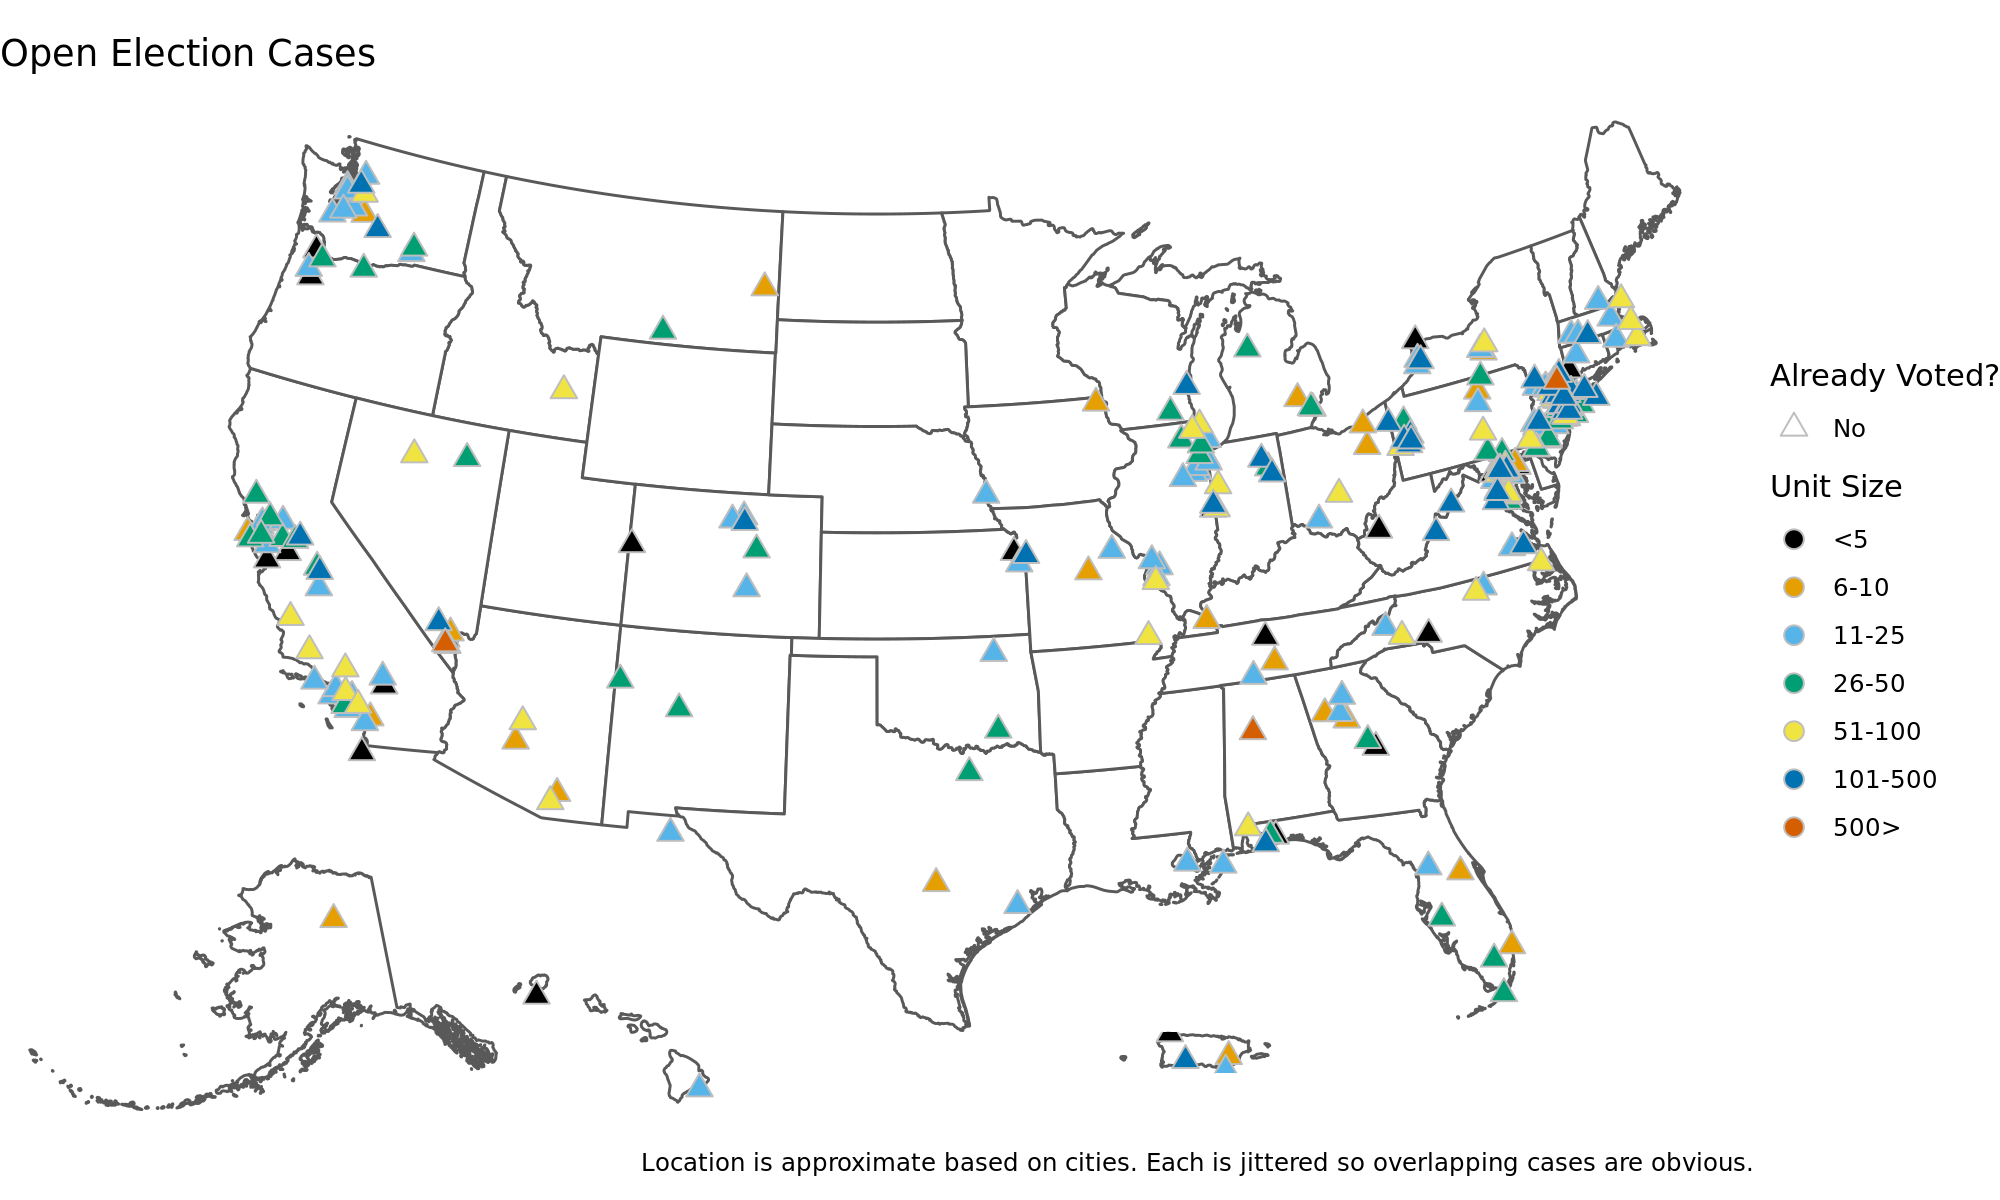 Open Election Cases
Already Voted?
No
Unit Size
<5
6-10
11-25
26-50
51-100
101-500
500>
Location is approximate based on cities. Each is jittered so overlapping cases are obvious.